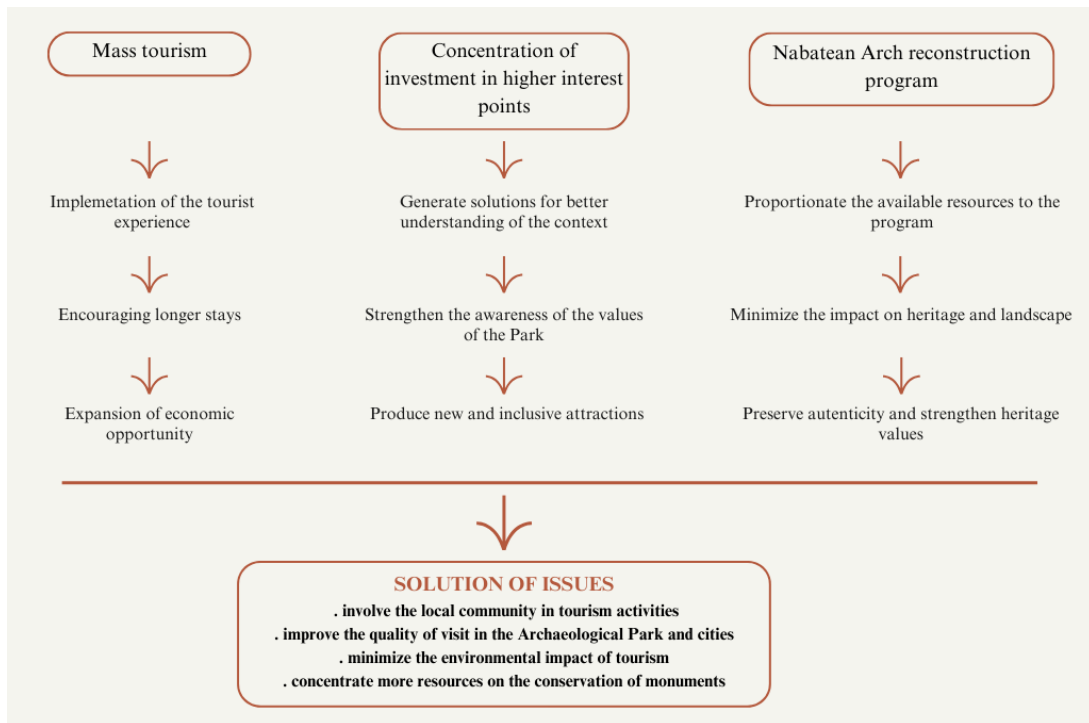 Mass tourism
Concentration of
investment in higher interest
points
Nabatean Arch reconstruction
program
Implemetation of the tourist
experience
Generate solutions for better
understanding of the context
Proportionate the available resources to the
program
Encouraging longer stays
Strengthen the awareness of the values
of the Park
Minimize the impact on heritage and landscape
Expansion of economic
opportunity
Produce new and inclusive attractions
Preserve autenticity and strengthen heritage
values
SOLUTION OF ISSUES
. involve the local community in tourism activities
. improve the quality of visit in the Archaeological Park and cities
. minimize the environmental impact of tourism
. concentrate more resources on the conservation of monuments